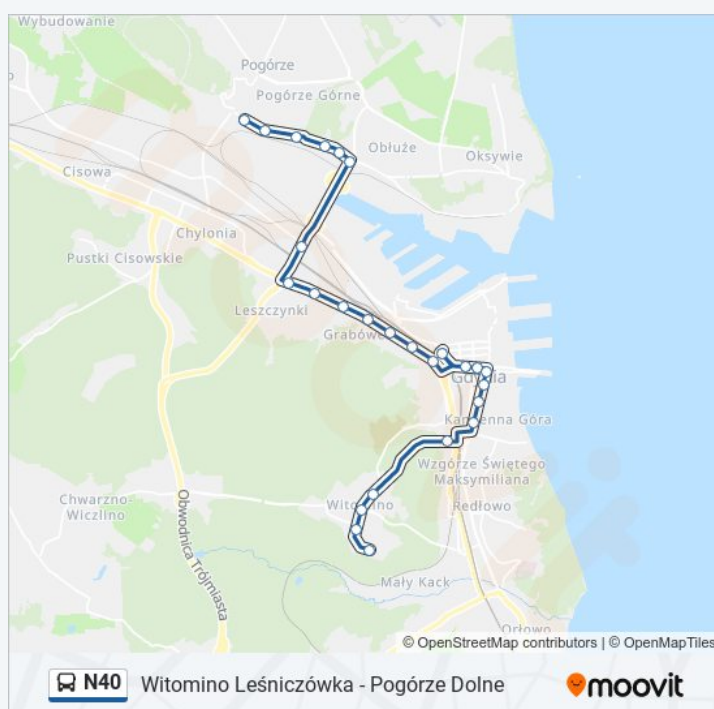 Wybudowanie
Pogórze
Pogórze Górne
Obłuże
Oksywie
Cisowa
Chylonia
Pustki Cisowskie
Leszczynki
Grabówe
Gdynia
Kamienna Góra
Wzgórze Świętego
Maksymiliana
Witomino
Redłowo
Chwarzno-
Wiczlino
Obwodnica Trójmiasta
Mały Kack
Orłowo
© OpenStreetMap contributors | © OpenMapTiles
N40 Witomino Leśniczówka - Pogórze Dolne
moovit